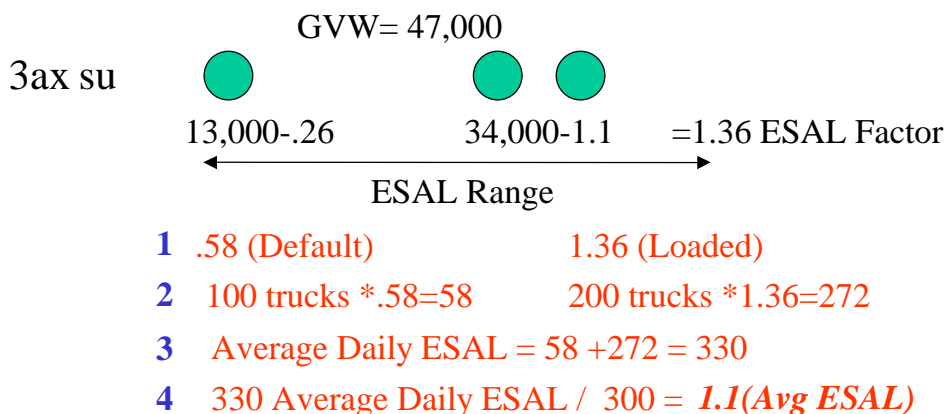 GVW= 47,000
3ax su
13,000-.26 34,000-1.1 =1.36 ESAL Factor
ESAL Range
1 .58 (Default) 1.36 (Loaded)
2 100 trucks *.58=58 200 trucks *1.36=272
3 Average Daily ESAL = 58 +272 = 330
4 330 Average Daily ESAL / 300 = 1.1(Avg ESAL)